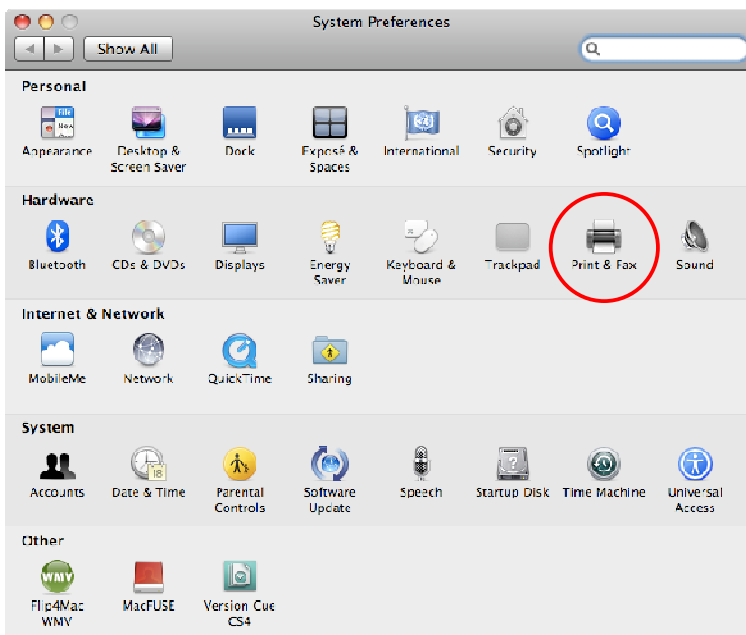 System Preferences
Show All
Personal
Appearance Desktop & Dock Exposé & International Security Spotlight
Screen Saver Spaces
Hardware
Bluetooth CDs & DVDs Displays Energy Keyboard & Trackpad Print & Fax Sound
Saver Mouse
Internet & Network
MobileMe Network QuickTime Sharing
System
18
Accounts Date & Time Parental Software Speech Startup Disk Time Machine Universal
Controls Update Access
Other
WMV
Flip4Mac MacFUSE Version Cue
WMV CS4